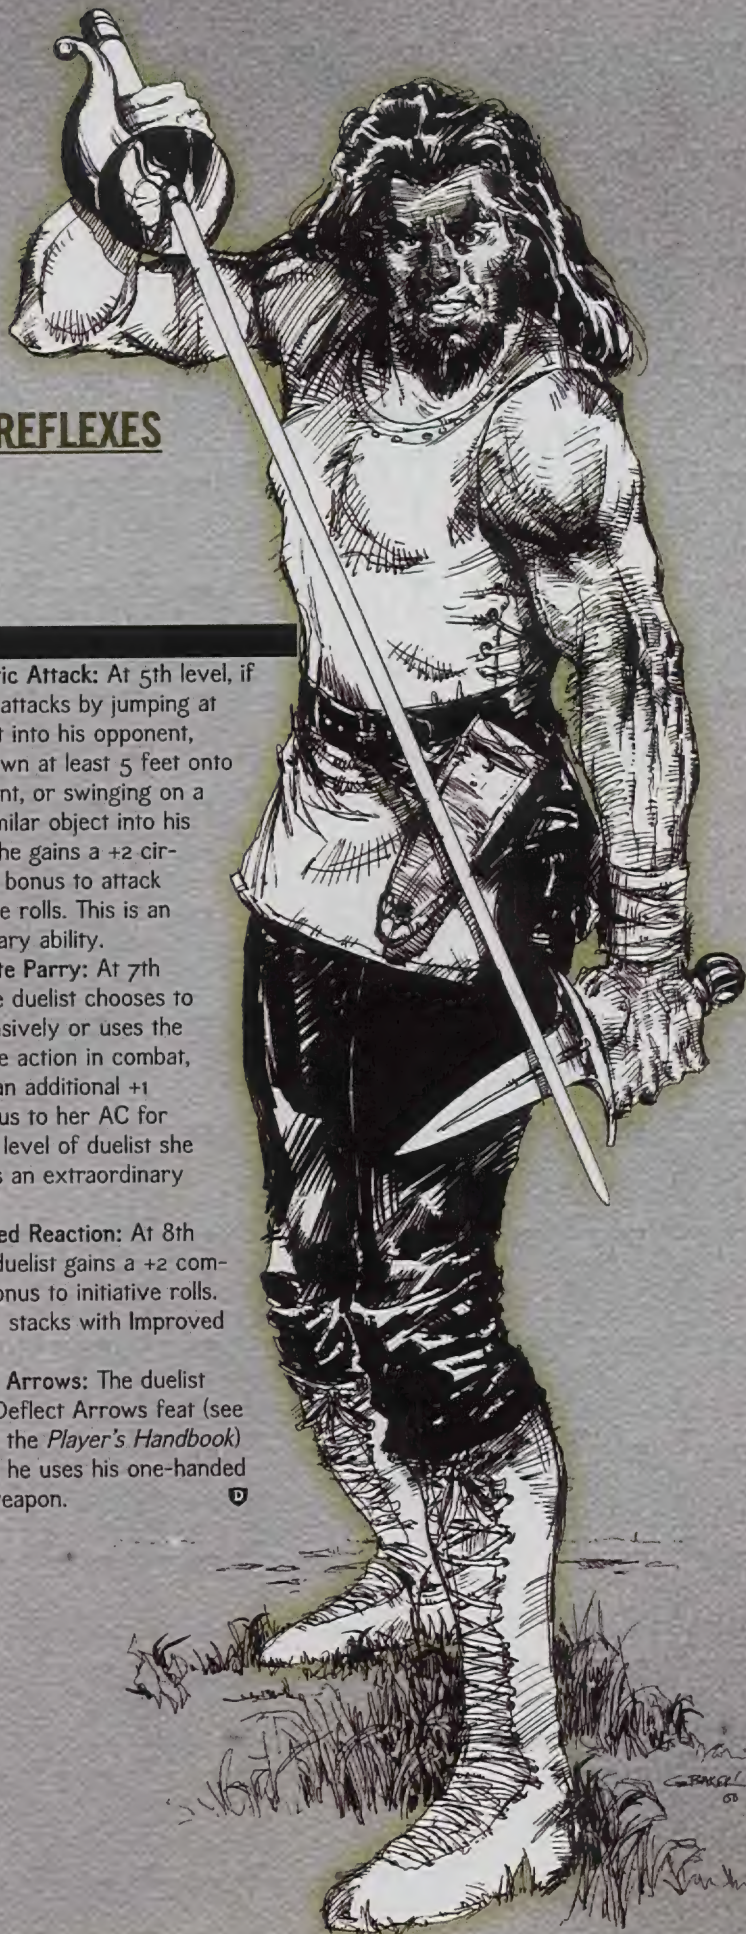 REFLEXES
ric Attack: At 5th level, if
attacks by jumping at
t into his opponent,
wn at least 5 feet onto
nt, or swinging on a
milar object into his
he gains a +2 cir-
bonus to attack
e rolls. This is an
ary ability.
te Parry: At 7th
e duelist chooses to
nsively or uses the
e action in combat,
an additional +1
us to her AC for
level of duelist she
s an extraordinary
ed Reaction: At 8th
duelist gains a +2 com-
onus to initiative rolls.
stacks with Improved
Arrows: The duelist
Deflect Arrows feat (see
the Player's Handbook)
he uses his one-handed
weapon. D
G. BAKER
00